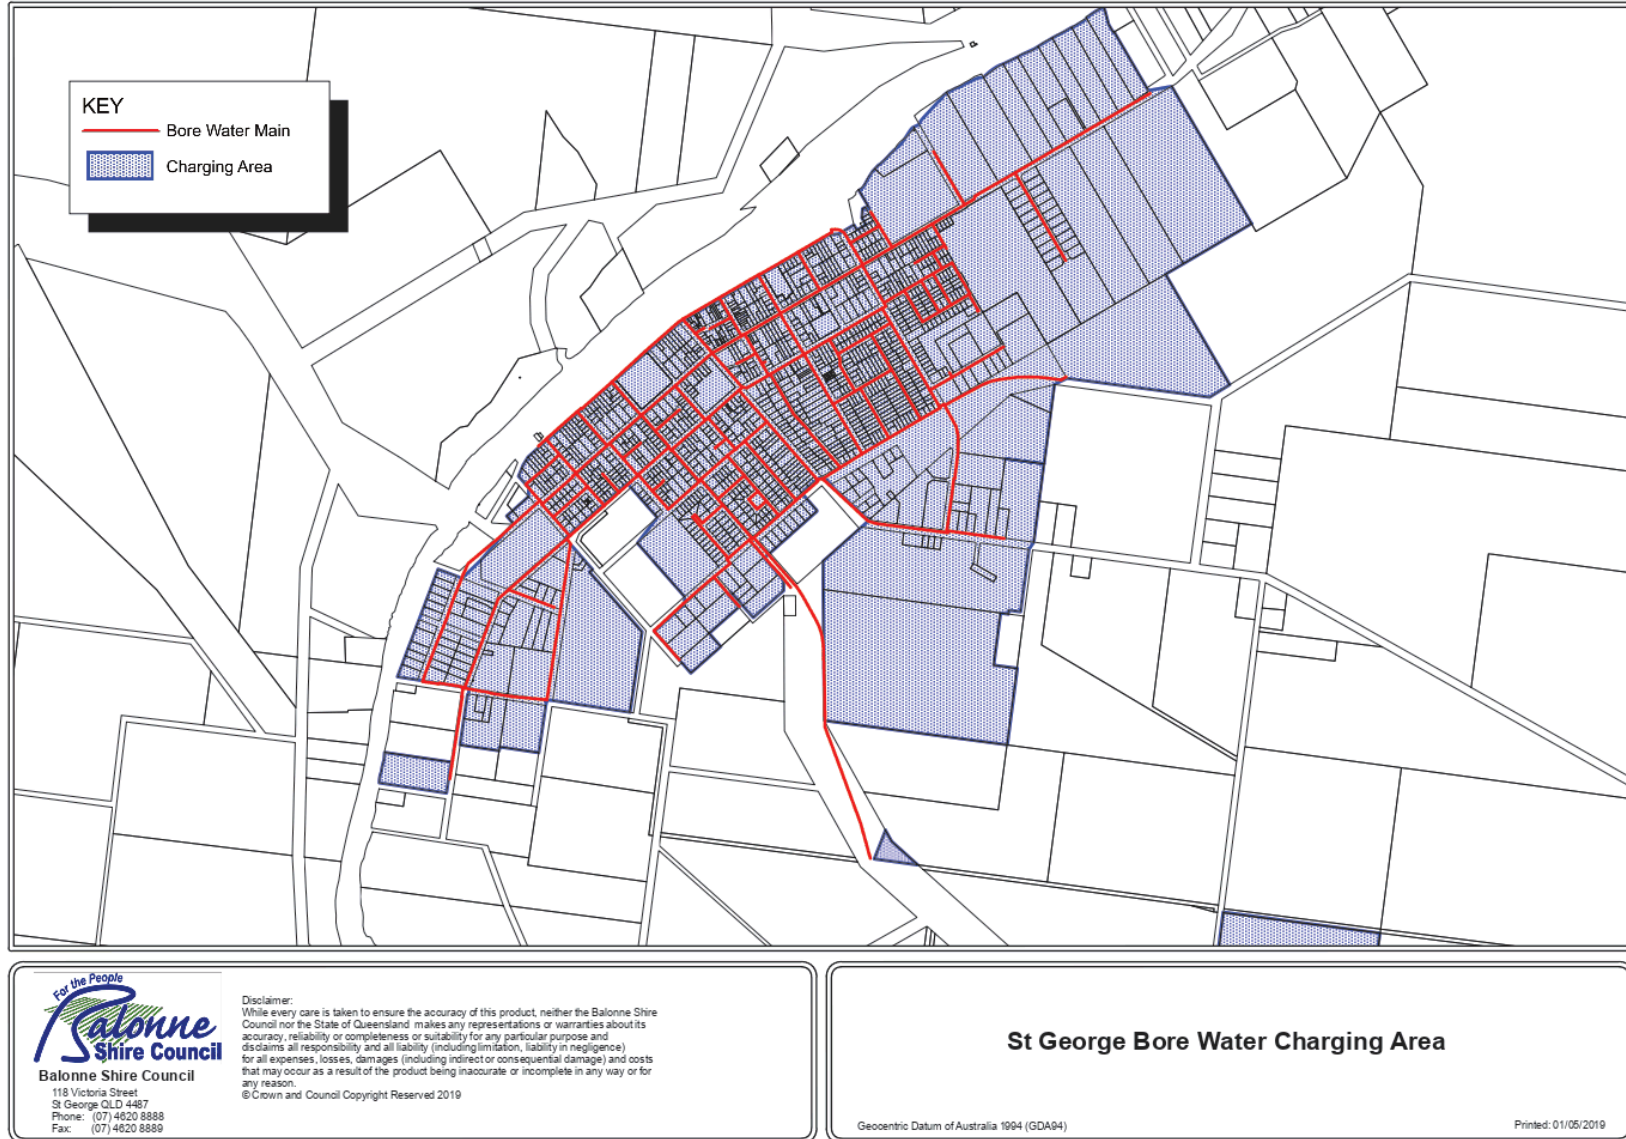 KEY
Bore Water Main
Charging Area
For the People
Balonne
Shire Council
Balonne Shire Council
118 Victoria Street
St George QLD 4487
Phone: (07) 4620 8888
Fax: (07) 4620 8889
Disclaimer:
While every care is taken to ensure the accuracy of this product, neither the Balonne Shire
Council nor the State of Queensland makes any representations or warranties about its
accuracy, reliability or completeness or suitability for any particular purpose and
disclaims all responsibility and all liability (including limitation, liability in negligence)
for all expenses, losses, damages (including indirect or consequential damage) and costs
that may occur as a result of the product being inaccurate or incomplete in any way or for
any reason.
© Crown and Council Copyright Reserved 2019
St George Bore Water Charging Area
Geocentric Datum of Australia 1994 (GDA94)
Printed: 01/05/2019